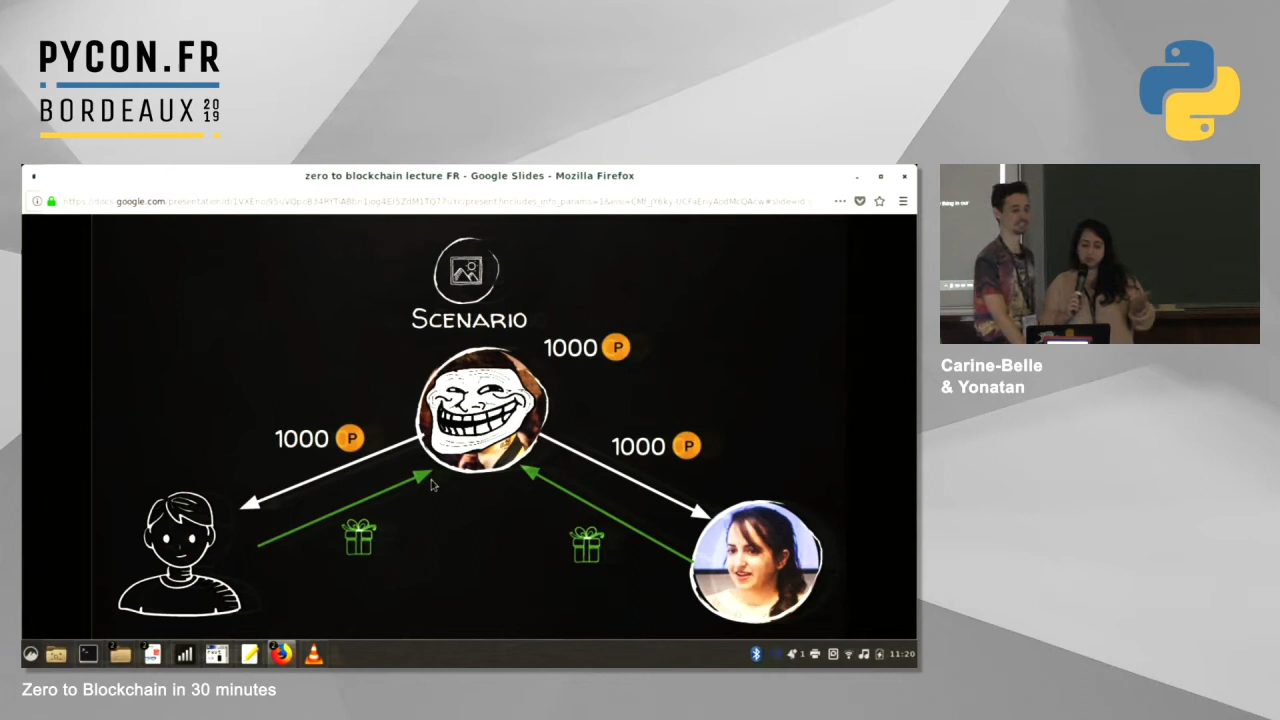 PYCON.FR
BORDEAUX 2019
zero to blockchain lecture FR - Google Slides - Mozilla Firefox
SCENARIO
1000 P
1000 P
1000 P
1
11:20
Carine-Belle
& Yonatan
Zero to Blockchain in 30 minutes